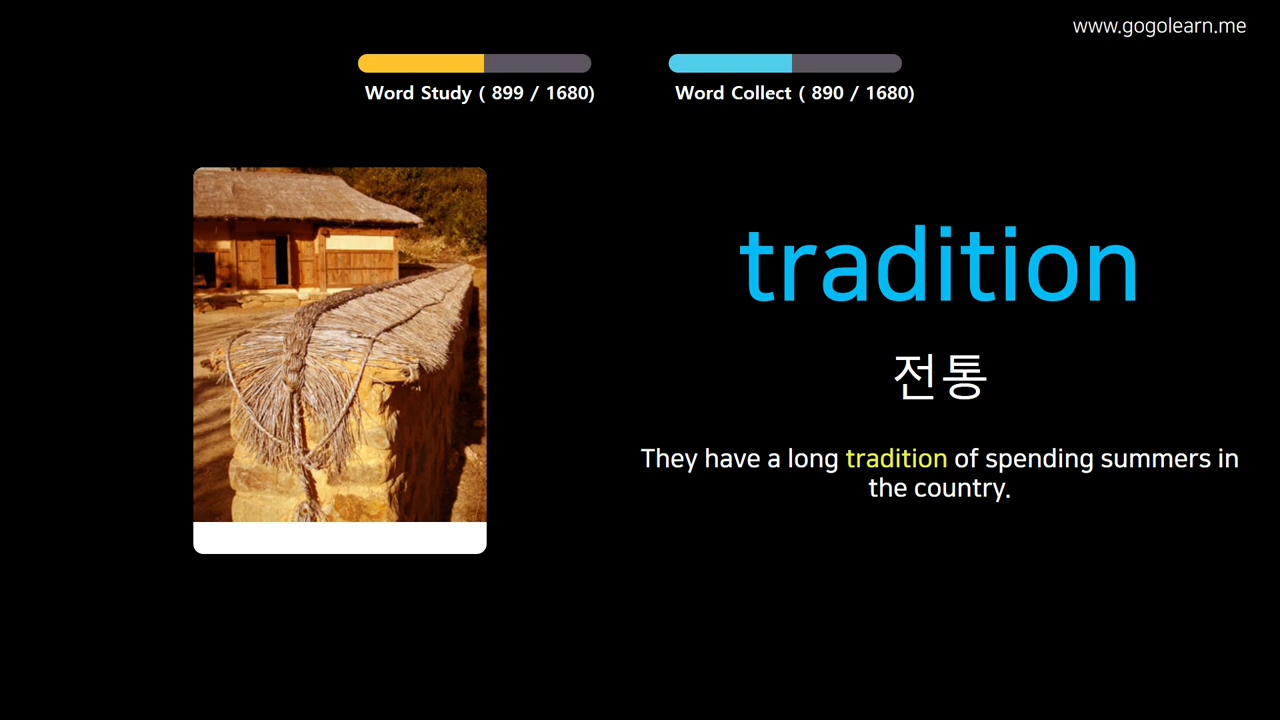 www.gogolearn.me
Word Study ( 899 / 1680)
Word Collect ( 890 / 1680)
tradition
전통
They have a long tradition of spending summers in
the country.